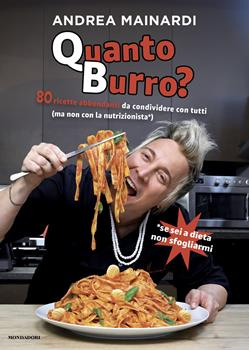 ANDREA MAINARDI
Quanto
Burro?
80 ricette abbondanti da condividere con tutti
(ma non con la nutrizionista*)
*se sei a dieta
non sfogliarmi
MONDADORI